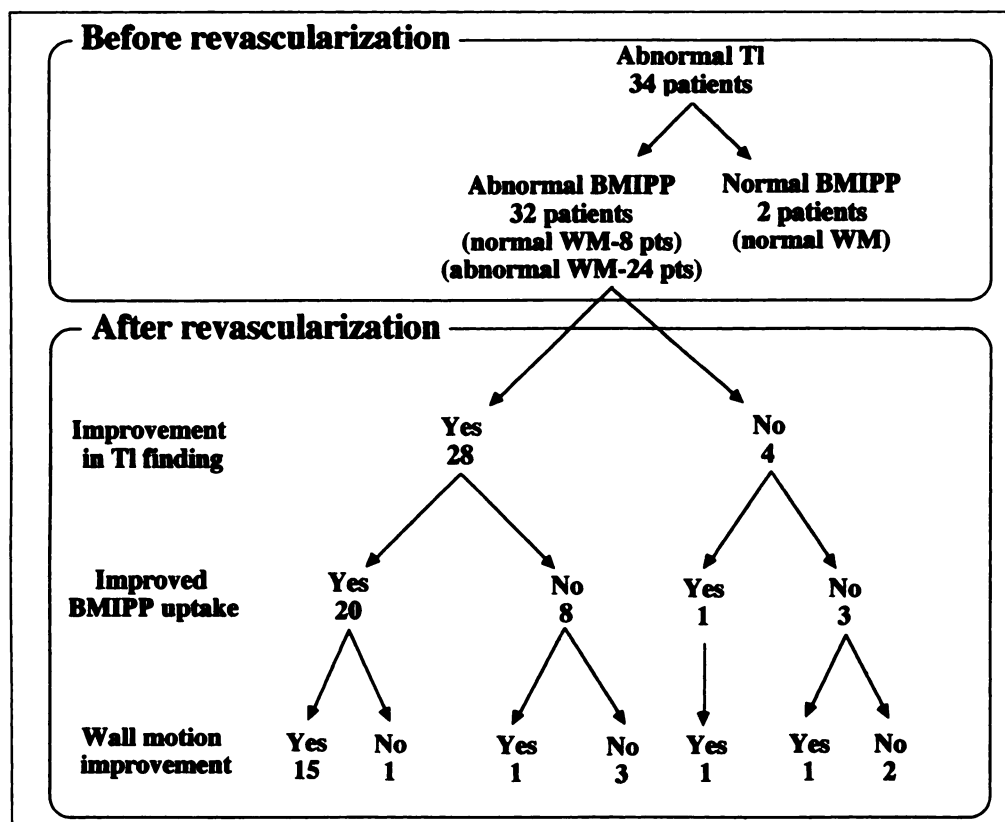 Before revascularization
Abnormal Tl
34 patients
Abnormal BMIPP
32 patients
(normal WM-8 pts)
(abnormal WM-24 pts)
Normal BMIPP
2 patients
(normal WM)
After revascularization
Improvement
in Tl finding
Yes
28
No
4
Improved
BMIPP uptake
Yes
20
No
8
Yes
1
No
3
Wall motion
improvement
Yes
15
No
1
Yes
1
No
3
Yes
1
Yes
1
No
2